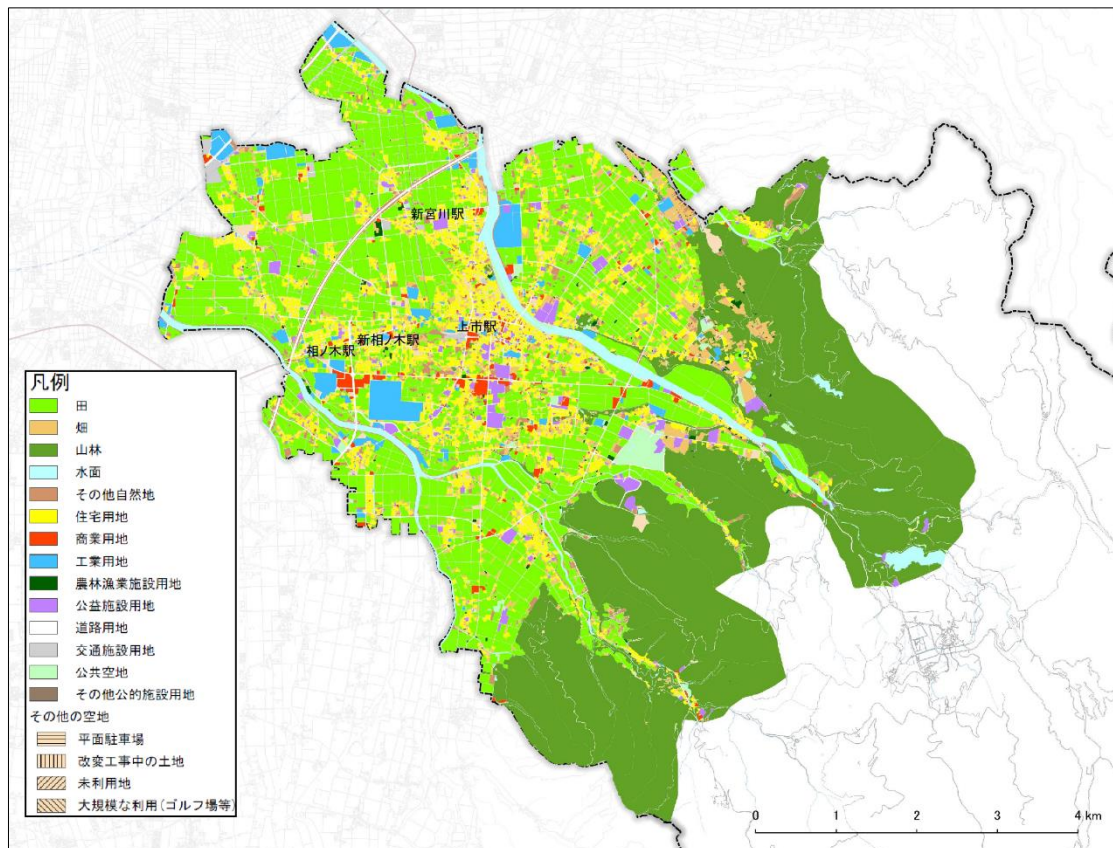 新宮川駅
上市駅
新相ノ木駅
相ノ木駅
凡例
田
畑
山林
水面
その他自然地
住宅用地
商業用地
工業用地
農林漁業施設用地
公益施設用地
道路用地
交通施設用地
公共空地
その他公的施設用地
その他の空地
平面駐車場
改変工事中の土地
未利用地
大規模な利用(ゴルフ場等)
0 1 2 3 4 km